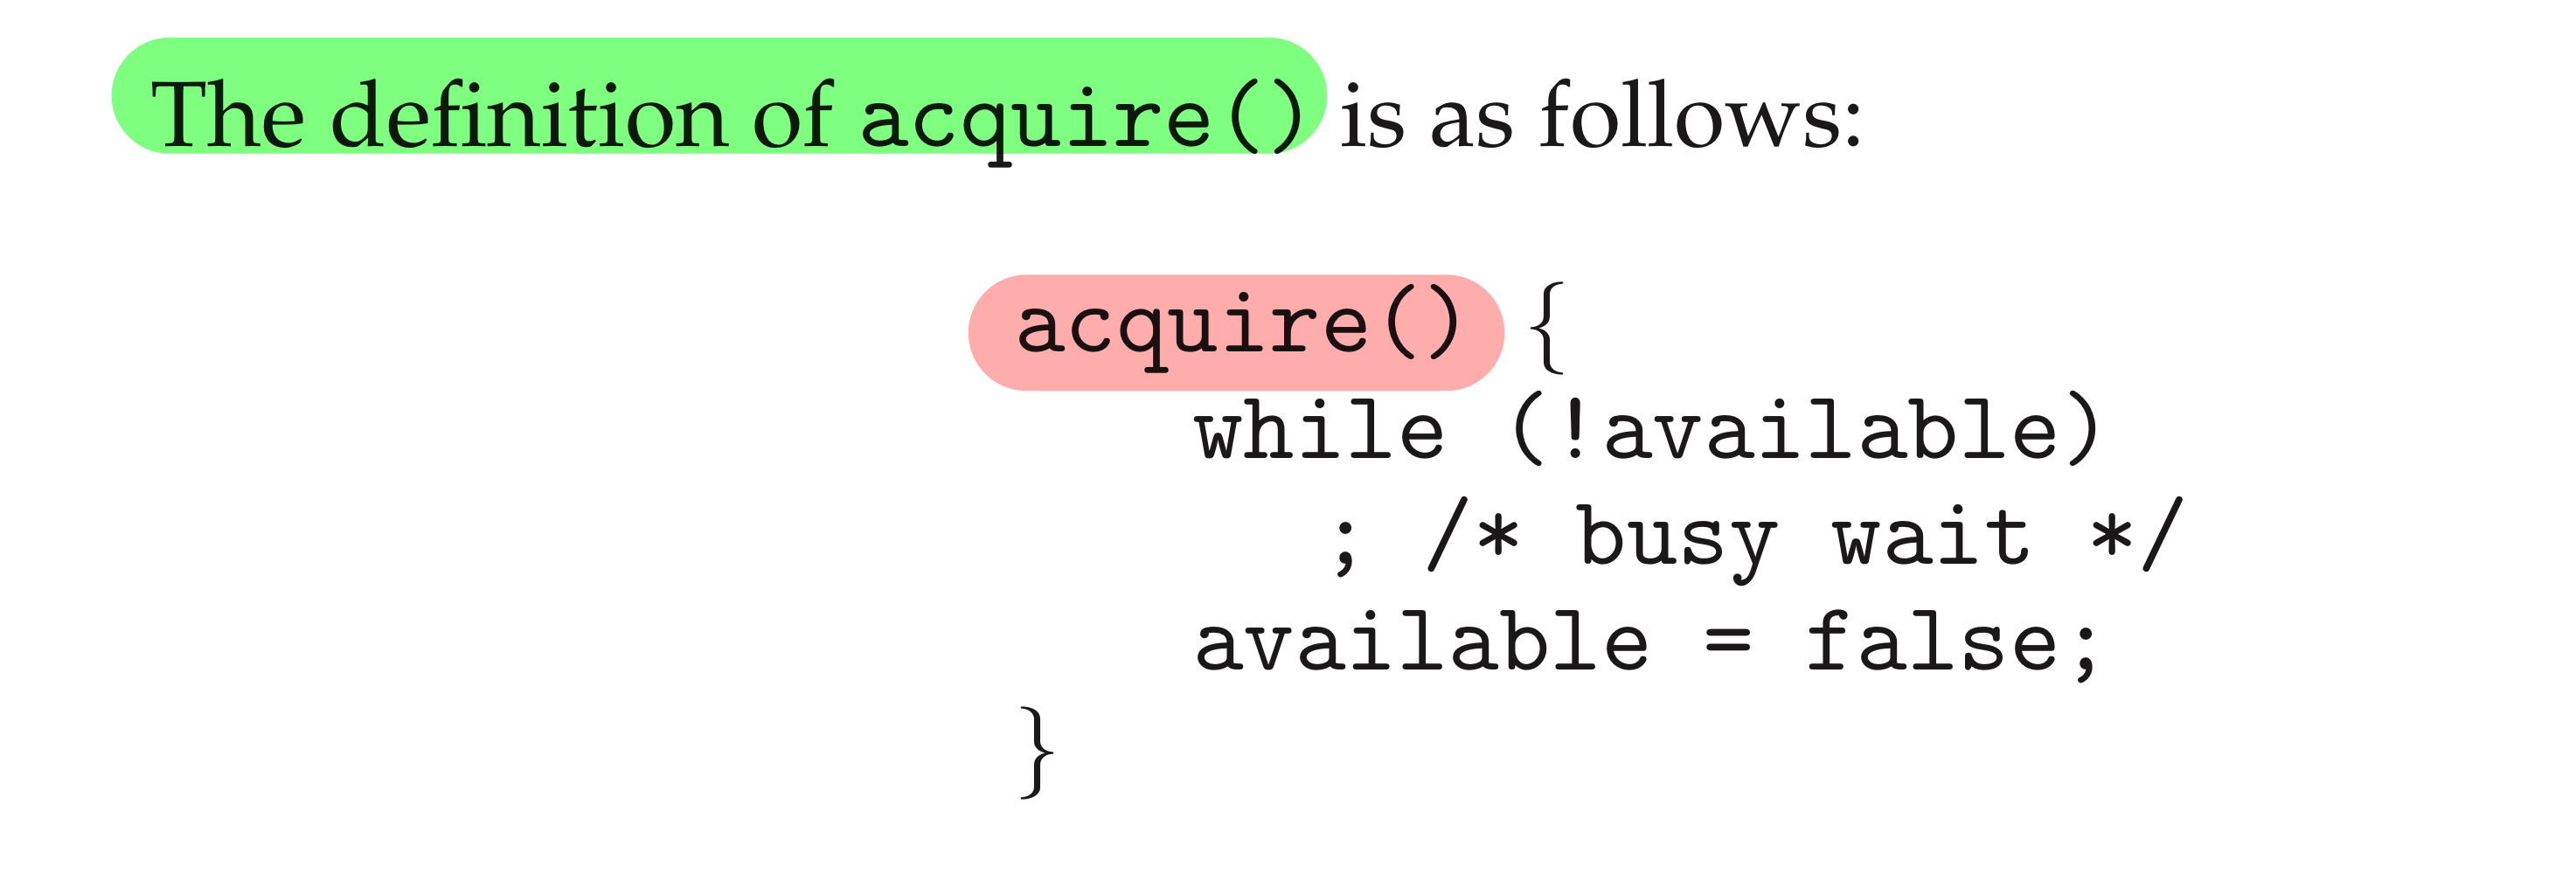 The definition of acquire() is as follows:
acquire() {
while (!available)
; /* busy wait */
available = false;
}